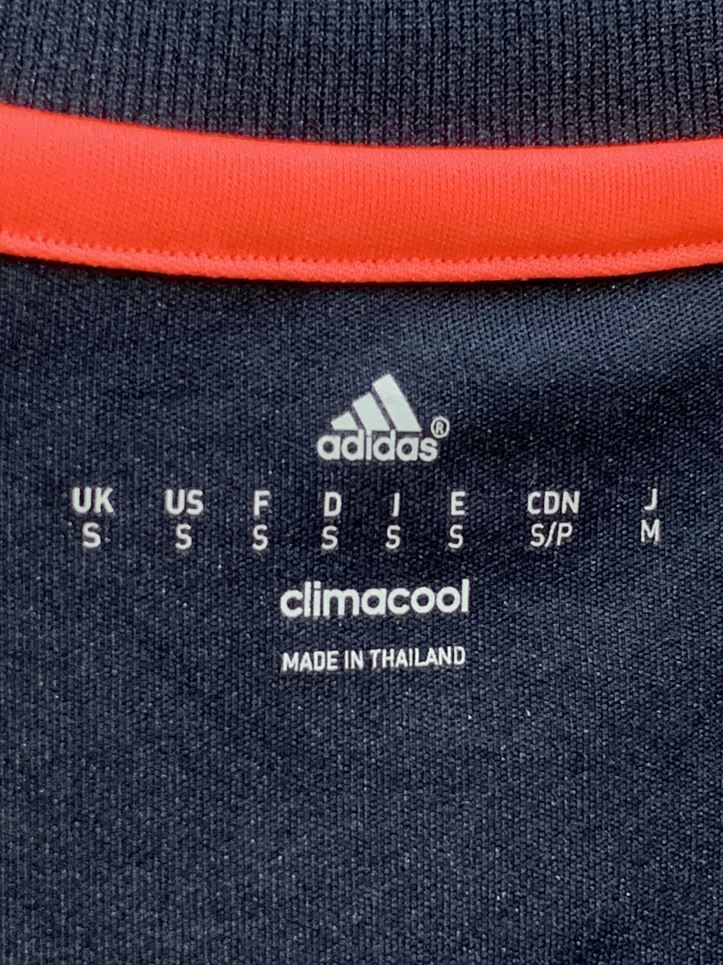 adidas®
UK US F D I E CDN J
S S S S S S S/P M
climacool
MADE IN THAILAND